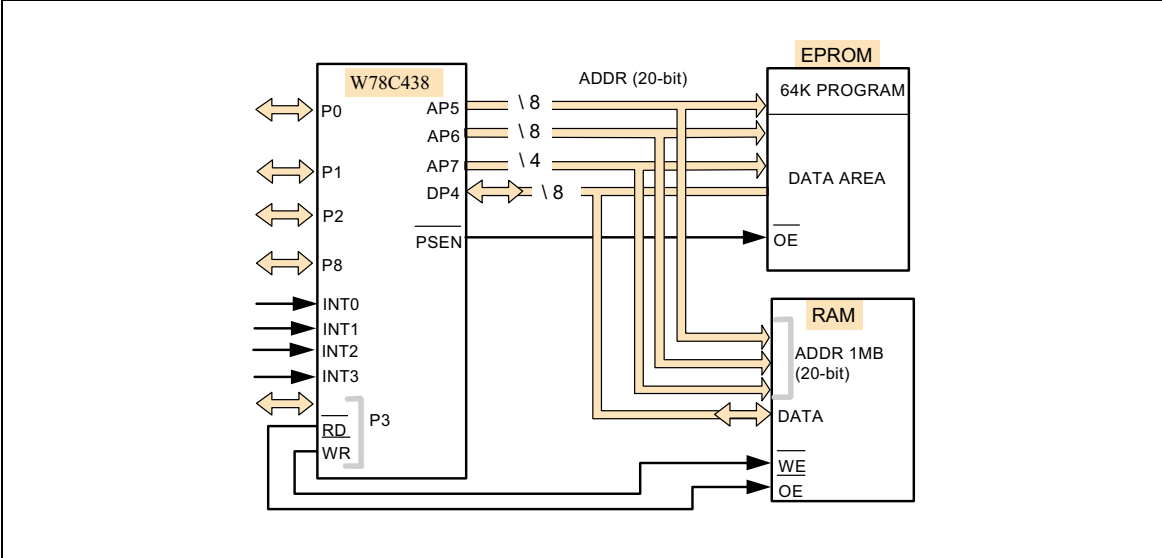 EPROM
W78C438
ADDR (20-bit)
64K PROGRAM
P0
AP5
\ 8
AP6
\ 8
AP7
\ 4
P1
DATA AREA
DP4
\ 8
P2
PSEN
OE
P8
INT0
RAM
INT1
INT2
ADDR 1MB
(20-bit)
INT3
P3
DATA
RD
WR
WE
OE